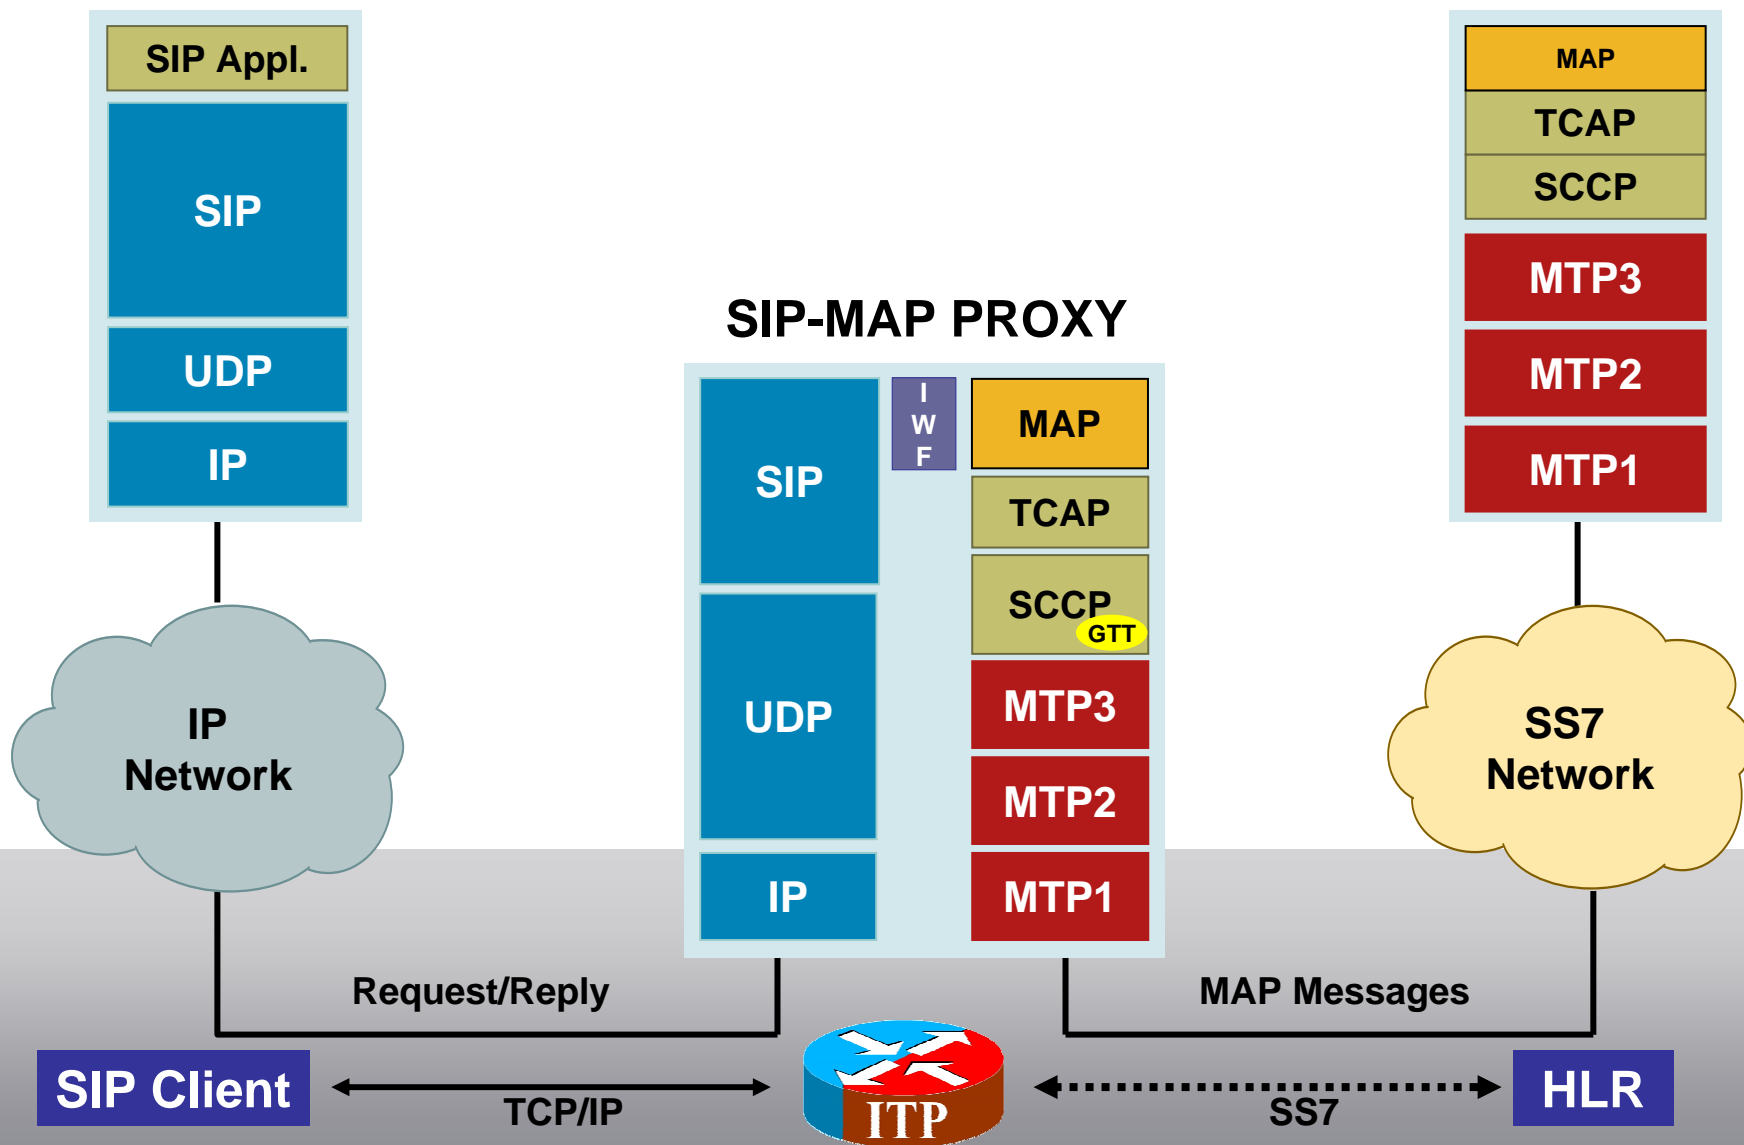 SIP Appl.
SIP
UDP
IP
IP
Network
SIP-MAP PROXY
SIP
UDP
IP
I
W
F
MAP
TCAP
SCCP
GTT
MTP3
MTP2
MTP1
MAP
TCAP
SCCP
MTP3
MTP2
MTP1
SS7
Network
Request/Reply
MAP Messages
SIP Client
TCP/IP
ITP
SS7
HLR